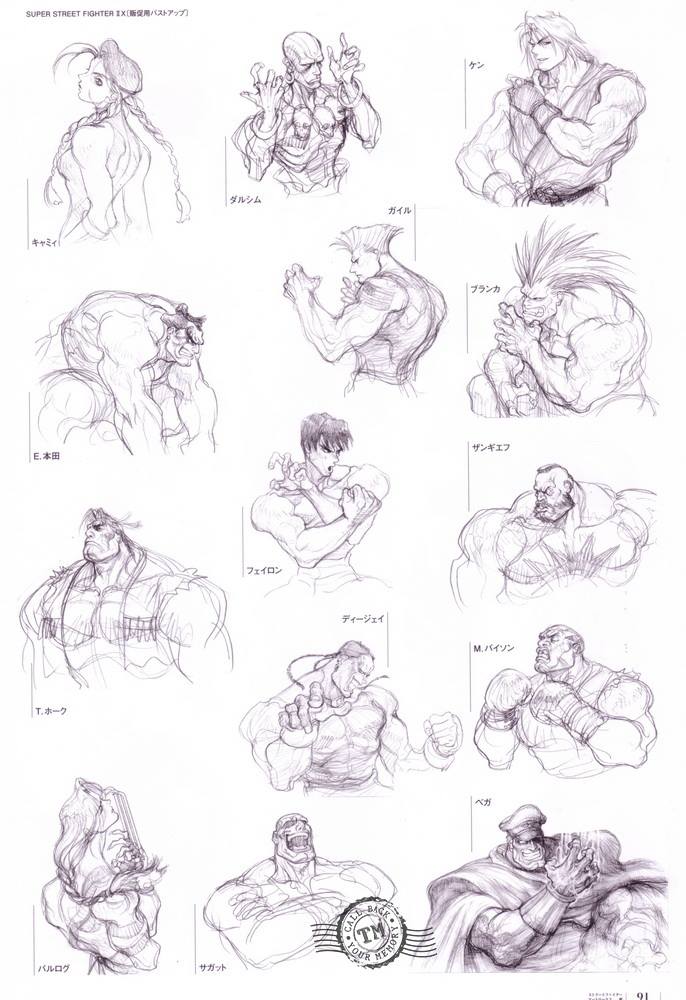 SUPER STREET FIGHTER ⅡX[販促用バストアップ]
キャミィ
ダルシム
ケン
ガイル
ブランカ
E. 本田
フェイロン
ザンギエフ
T. ホーク
ディージェイ
M. バイソン
バルログ
サガット
ベガ
CALL BACK
TM
YOUR MEMORY
91